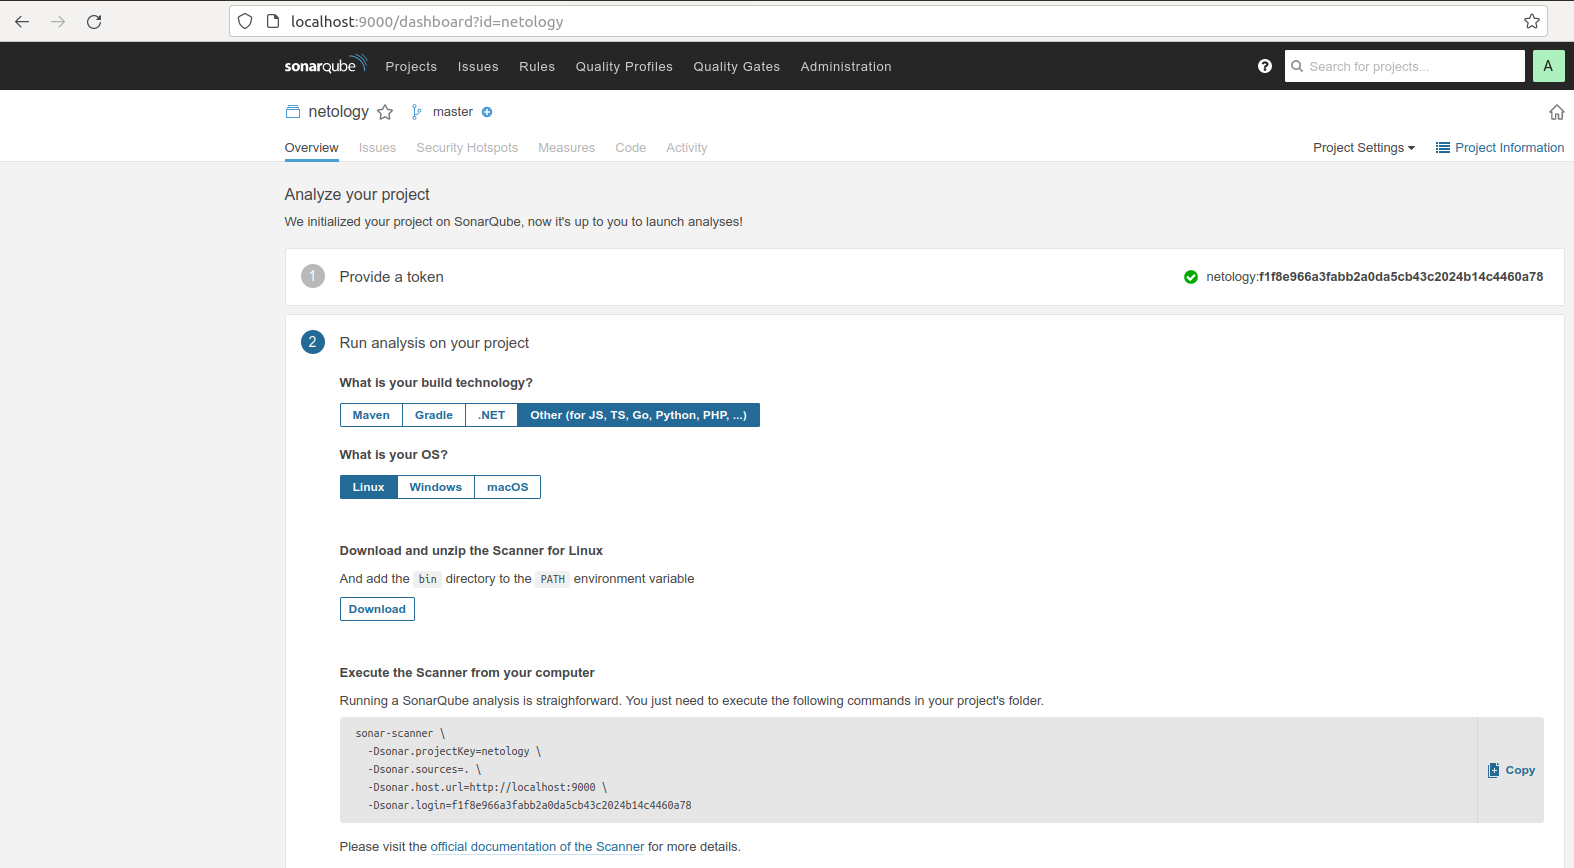 localhost:9000/dashboard?id=netology
sonarqube Projects Issues Rules Quality Profiles Quality Gates Administration ? Search for projects... A
netology master
Overview Issues Security Hotspots Measures Code Activity Project Settings Project Information
Analyze your project
We initialized your project on SonarQube, now it's up to you to launch analyses!
1 Provide a token netology:f1f8e966a3fabb2a0da5cb43c2024b14c4460a78
2 Run analysis on your project
What is your build technology?
Maven Gradle .NET Other (for JS, TS, Go, Python, PHP, ...)
What is your OS?
Linux Windows macOS
Download and unzip the Scanner for Linux
And add the bin directory to the PATH environment variable
Download
Execute the Scanner from your computer
Running a SonarQube analysis is straighforward. You just need to execute the following commands in your project's folder.
sonar-scanner \
-Dsonar.projectKey=netology \
-Dsonar.sources=. \
-Dsonar.host.url=http://localhost:9000 \
-Dsonar.login=f1f8e966a3fabb2a0da5cb43c2024b14c4460a78
Copy
Please visit the official documentation of the Scanner for more details.